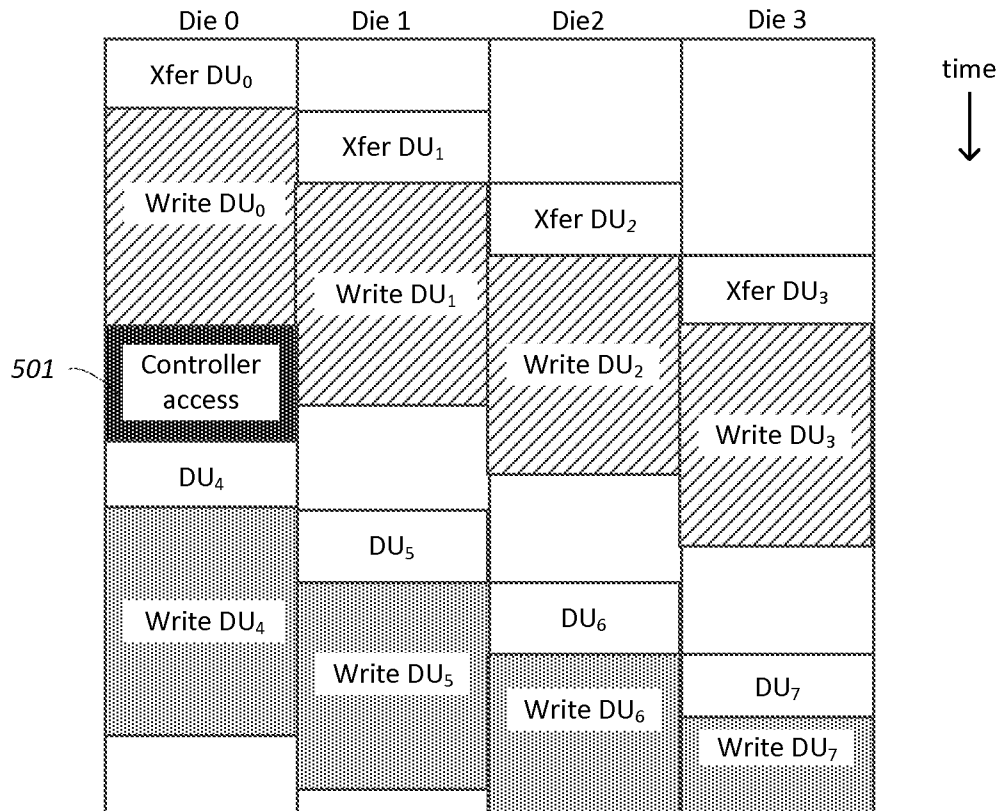 Die 0 Die 1 Die2 Die 3
time
Xfer DU₀
Xfer DU₁
Write DU₀
Xfer DU₂
Write DU₁
Xfer DU₃
501
Controller
access
Write DU₂
Write DU₃
DU₄
DU₅
Write DU₄
DU₆
Write DU₅
DU₇
Write DU₆
Write DU₇